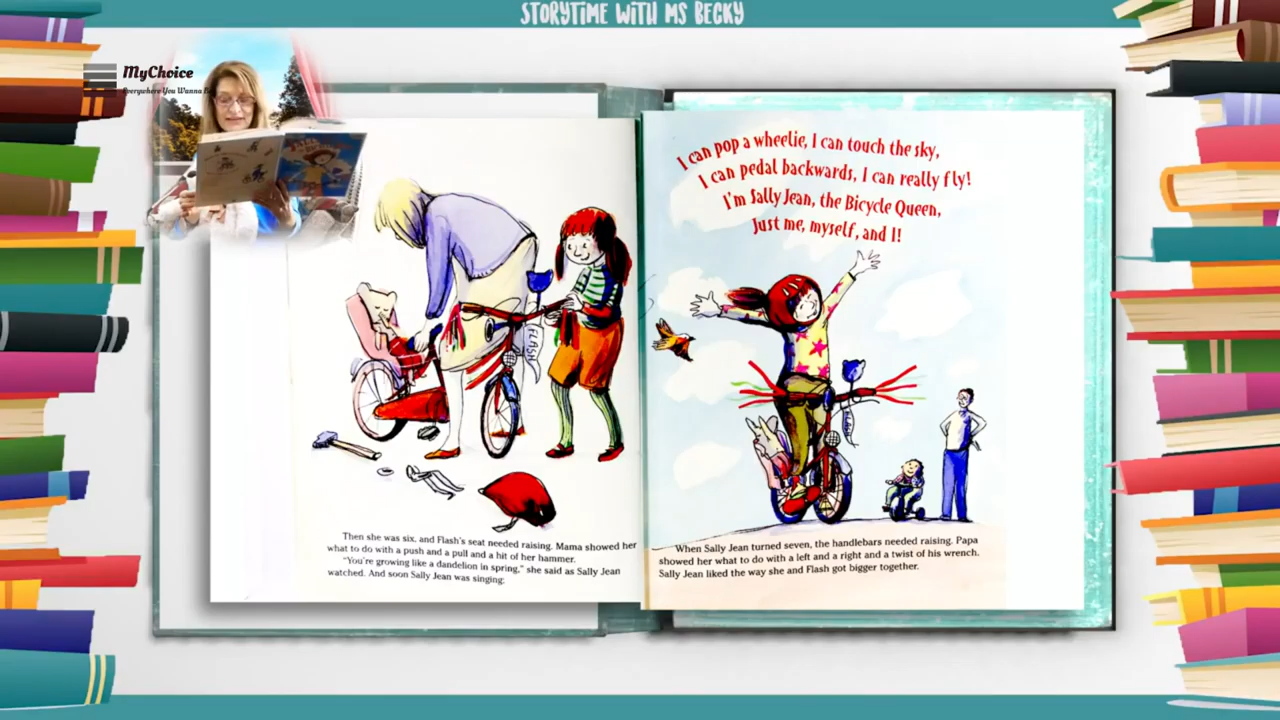 STORYTIME WITH MS BECKY
MyChoice
Everywhere You Wanna Be
I can pop a wheelie, I can touch the sky,
I can pedal backwards, I can really fly!
I'm Sally Jean, the Bicycle Queen,
Just me, myself, and I!
FLASH
Then she was six, and Flash's seat needed raising. Mama showed her
what to do with a push and a pull and a hit of her hammer.
"You're growing like a dandelion in spring," she said as Sally Jean
watched. And soon Sally Jean was singing:
When Sally Jean turned seven, the handlebars needed raising. Papa
showed her what to do with a left and a right and a twist of his wrench.
Sally Jean liked the way she and Flash got bigger together.